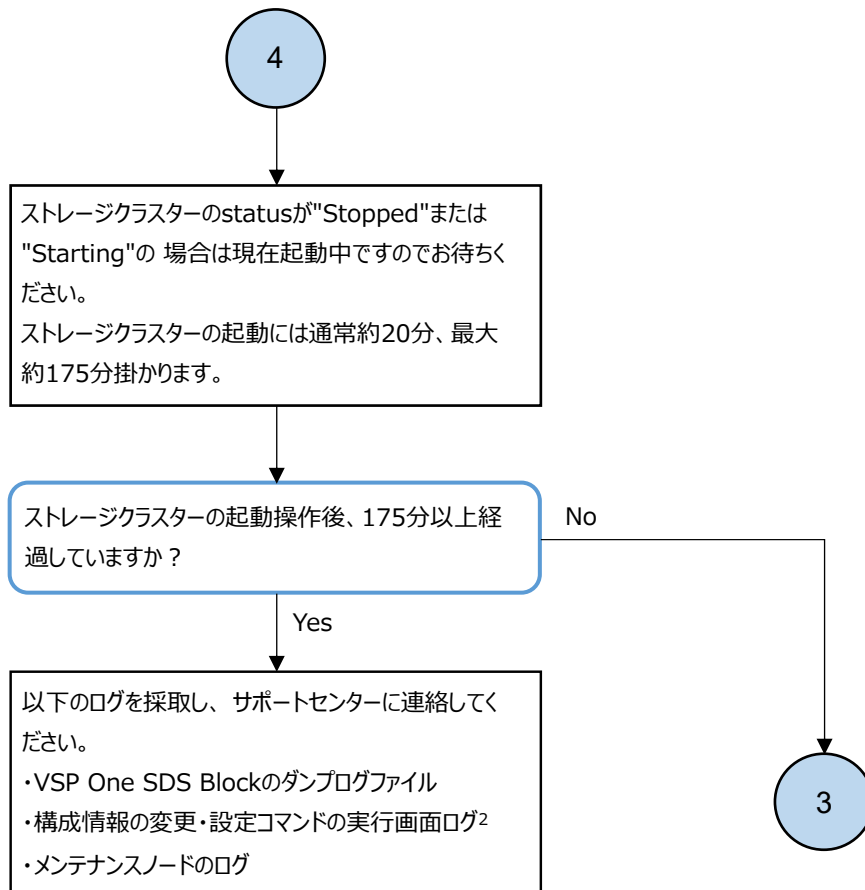 4
ストレージクラスターのstatusが"Stopped"または
"Starting"の 場合は現在起動中ですのでお待ちく
ださい。
ストレージクラスターの起動には通常約20分、最大
約175分掛かります。
ストレージクラスターの起動操作後、175分以上経
過していますか？
No
Yes
以下のログを採取し、サポートセンターに連絡してく
ださい。
・VSP One SDS Blockのダンプログファイル
・構成情報の変更・設定コマンドの実行画面ログ2
・メンテナンスノードのログ
3